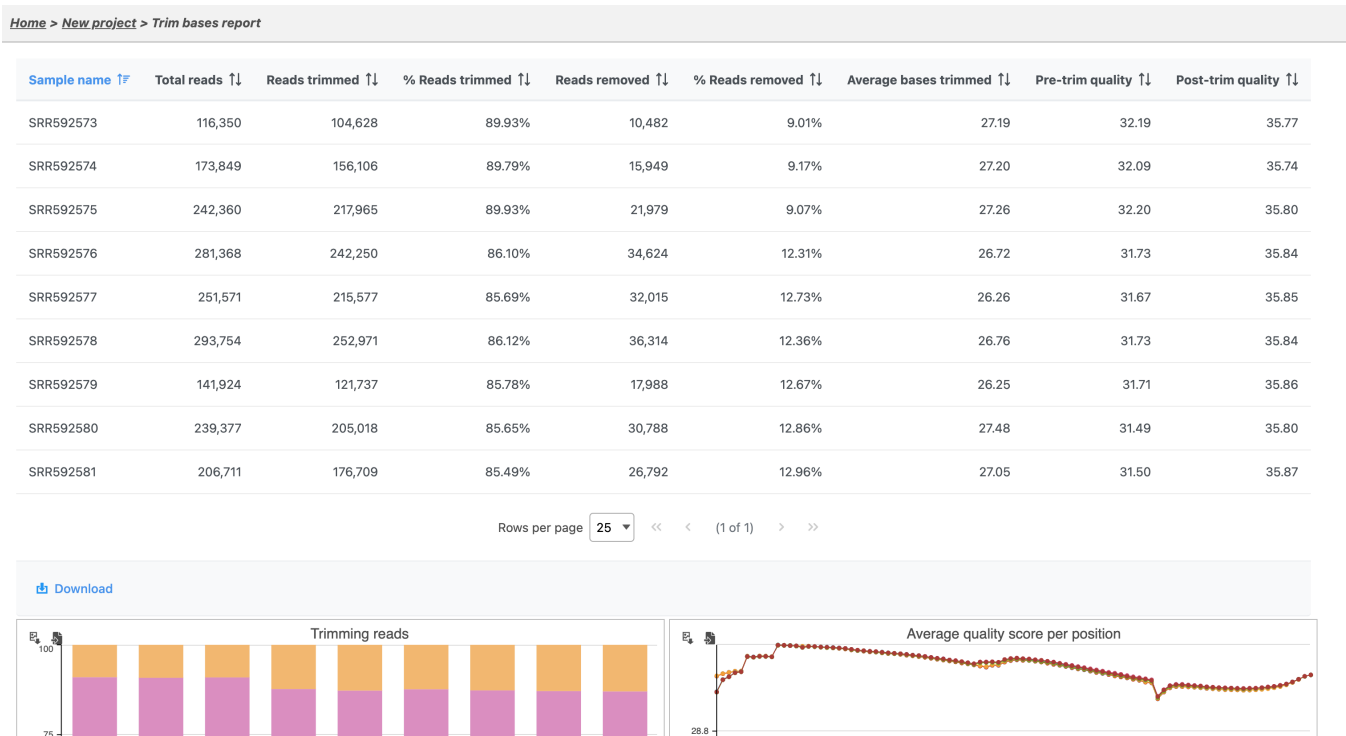 Home > New project > Trim bases report
Sample name Total reads Reads trimmed % Reads trimmed Reads removed % Reads removed Average bases trimmed Pre-trim quality Post-trim quality
SRR592573 116,350 104,628 89.93% 10,482 9.01% 27.19 32.19 35.77
SRR592574 173,849 156,106 89.79% 15,949 9.17% 27.20 32.09 35.74
SRR592575 242,360 217,965 89.93% 21,979 9.07% 27.26 32.20 35.80
SRR592576 281,368 242,250 86.10% 34,624 12.31% 26.72 31.73 35.84
SRR592577 251,571 215,577 85.69% 32,015 12.73% 26.26 31.67 35.85
SRR592578 293,754 252,971 86.12% 36,314 12.36% 26.76 31.73 35.84
SRR592579 141,924 121,737 85.78% 17,988 12.67% 26.25 31.71 35.86
SRR592580 239,377 205,018 85.65% 30,788 12.86% 27.48 31.49 35.80
SRR592581 206,711 176,709 85.49% 26,792 12.96% 27.05 31.50 35.87
Rows per page 25 (1 of 1)
Download
Trimming reads
100
75
Average quality score per position
28.8